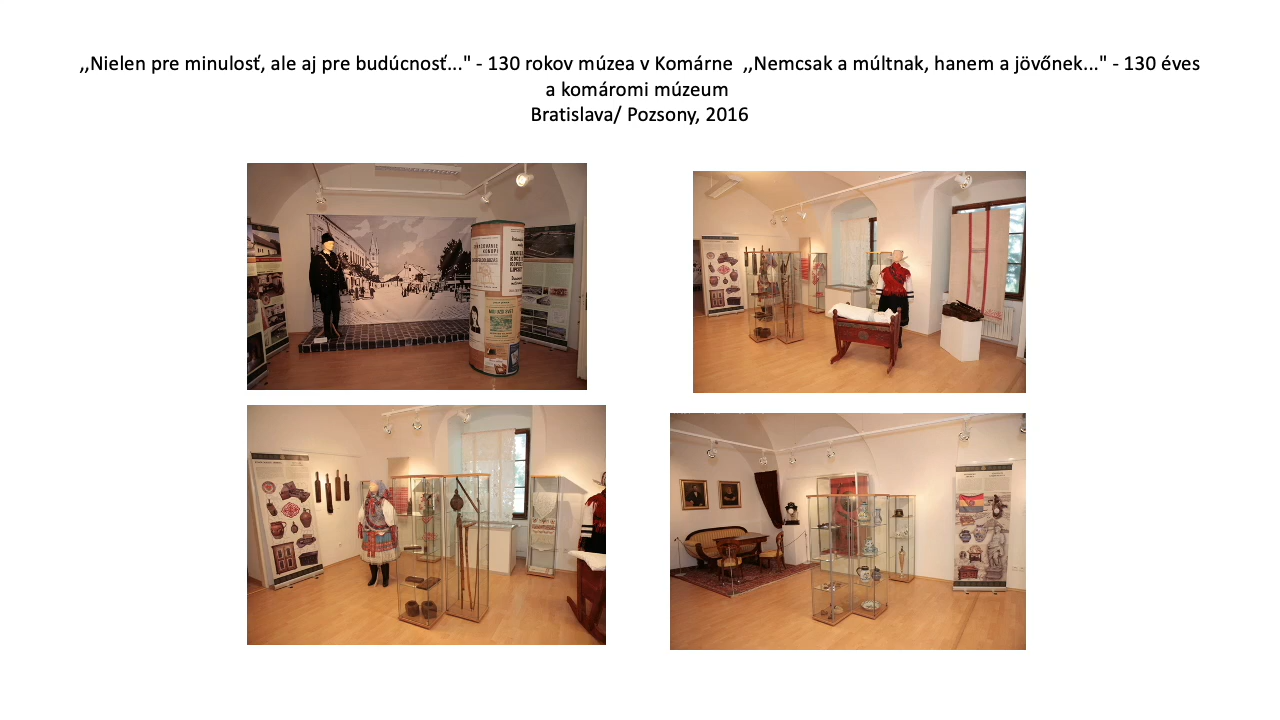 ,,Nielen pre minulosť, ale aj pre budúcnosť..." - 130 rokov múzea v Komárne  ,,Nemcsak a múltnak, hanem a jövőnek..." - 130 éves
a komáromi múzeum
Bratislava/ Pozsony, 2016